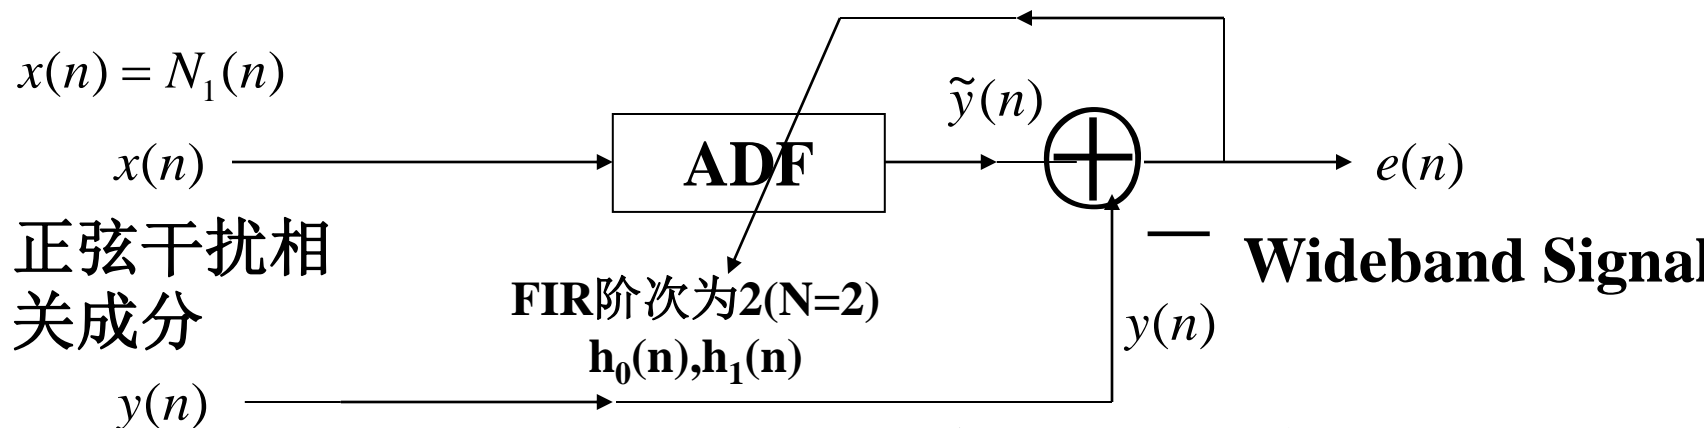 x(n) = N₁(n)
ỹ(n)
x(n)
ADF
e(n)
正弦干扰相
关成分
— Wideband Signal
FIR阶次为2(N=2)
h₀(n),h₁(n)
y(n)
y(n)